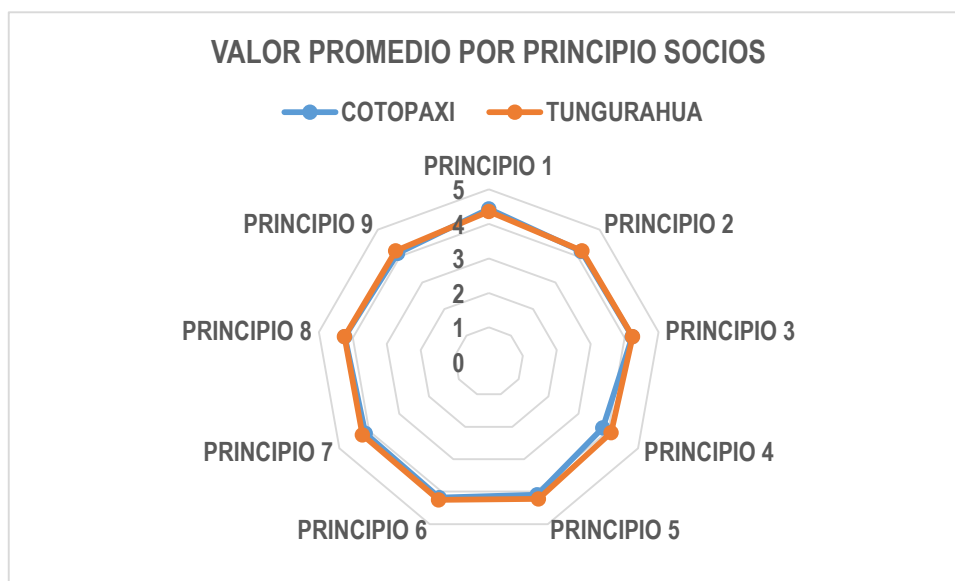 VALOR PROMEDIO POR PRINCIPIO SOCIOS
COTOPAXI TUNGURAHUA
PRINCIPIO 1
PRINCIPIO 2
PRINCIPIO 3
PRINCIPIO 4
PRINCIPIO 5
PRINCIPIO 6
PRINCIPIO 7
PRINCIPIO 8
PRINCIPIO 9
5
4
3
2
1
0